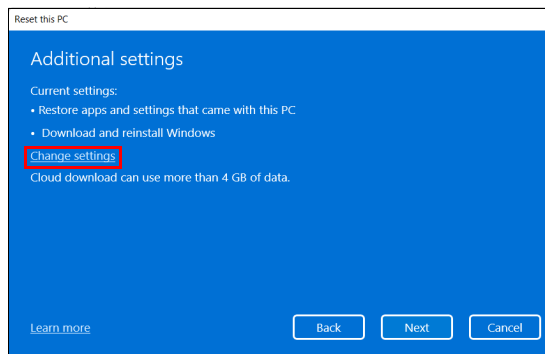 Reset this PC
Additional settings
Current settings:
• Restore apps and settings that came with this PC
• Download and reinstall Windows
Change settings
Cloud download can use more than 4 GB of data.
Learn more
Back
Next
Cancel